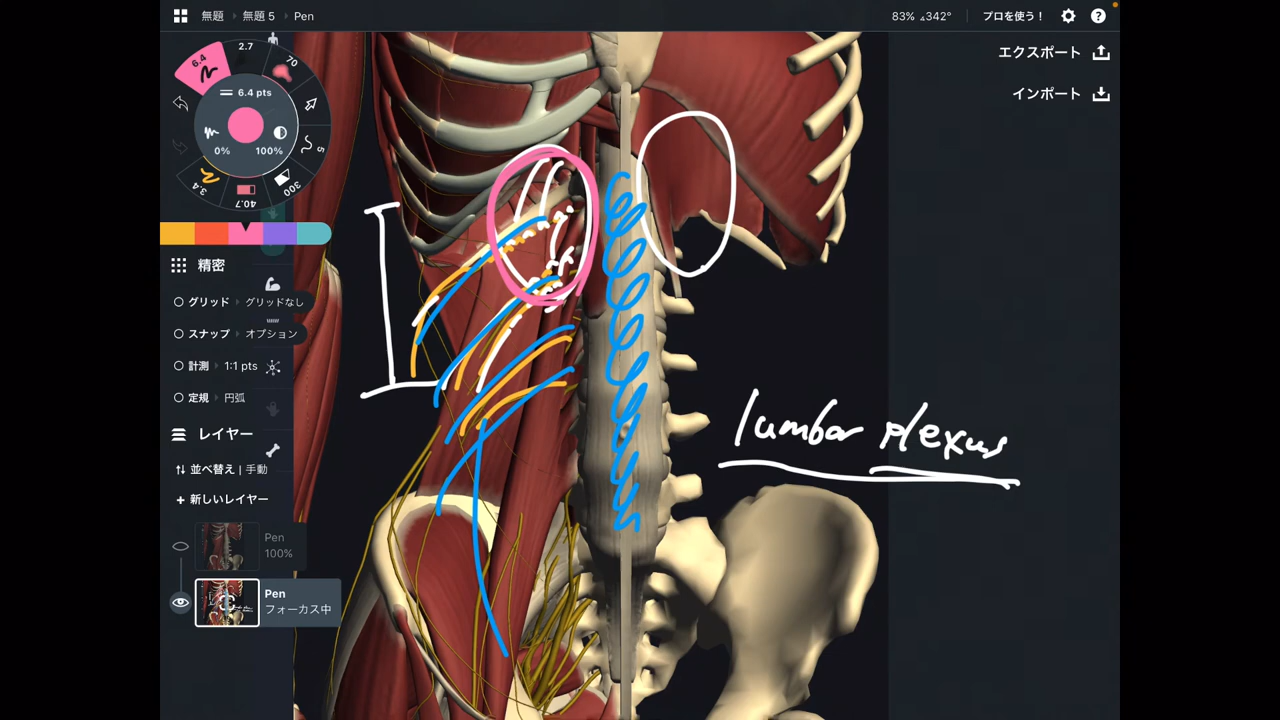 無題 › 無題 5 › Pen
83% ⦞342°
プロを使う！
エクスポート
インポート
2.7
6.4
70
6.4 pts
5
0%
100%
300
40.7
3.4
精密
グリッド › グリッドなし
スナップ › オプション
計測 › 1:1 pts
定規 › 円弧
レイヤー
並べ替え | 手動
+ 新しいレイヤー
Pen
100%
Pen
フォーカス中
lumbar plexus